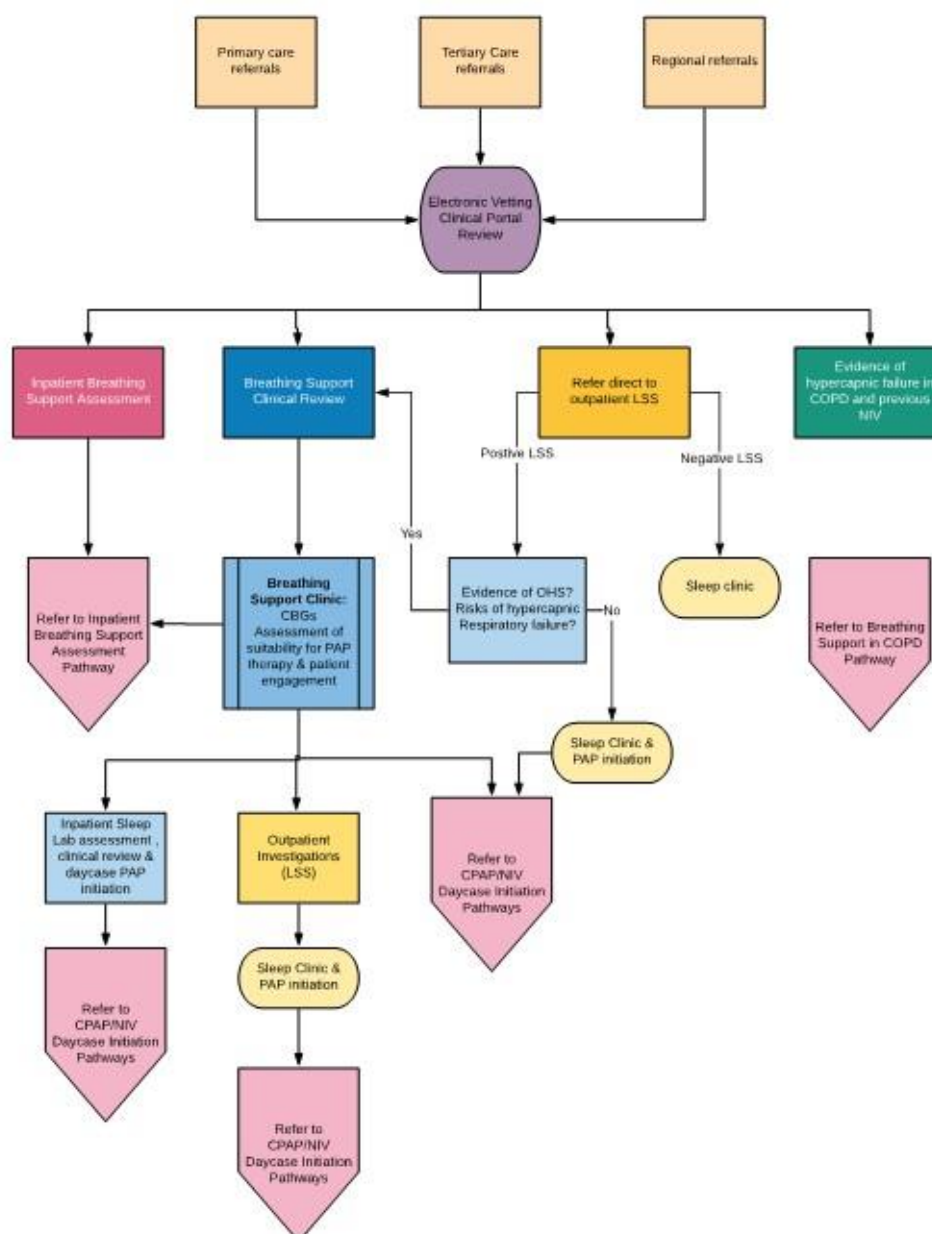 Primary care
referrals
Tertiary Care
referrals
Regional referrals
Electronic Vetting
Clinical Portal
Review
Inpatient Breathing
Support Assessment
Breathing Support
Clinical Review
Refer direct to
outpatient LSS
Evidence of
hypercapnic failure in
COPD and previous
NIV
Postive LSS
Negative LSS
Yes
Refer to Inpatient
Breathing Support
Assessment
Pathway
Breathing
Support Clinic:
CBGs
Assessment of
suitability for PAP
therapy & patient
engagement
Evidence of OHS?
Risks of hypercapnic
Respiratory failure?
No
Sleep clinic
Refer to Breathing
Support in COPD
Pathway
Sleep Clinic &
PAP initiation
Inpatient Sleep
Lab assessment ,
clinical review &
daycase PAP
initiation
Outpatient
Investigations
(LSS)
Refer to
CPAP/NIV
Daycase Initiation
Pathways
Sleep Clinic &
PAP initiation
Refer to
CPAP/NIV
Daycase Initiation
Pathways
Refer to
CPAP/NIV
Daycase Initiation
Pathways